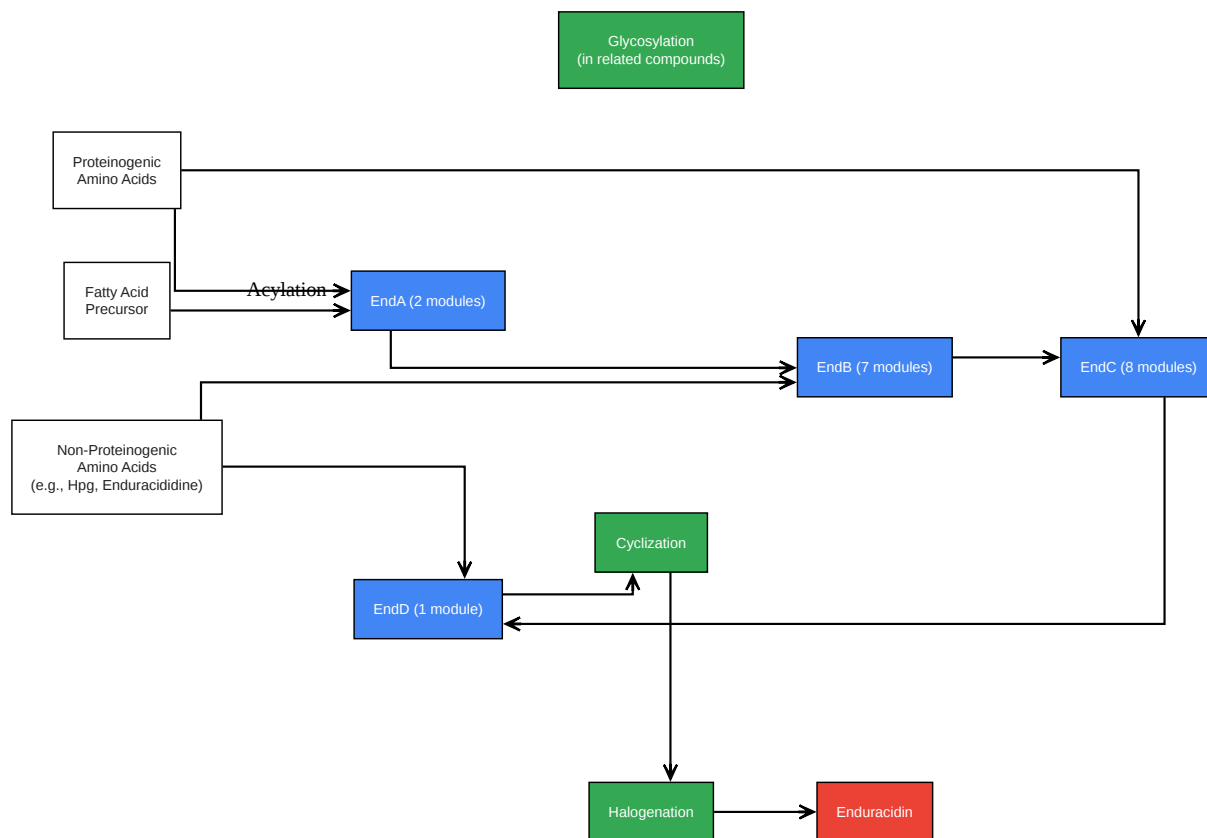 Glycosylation
(in related compounds)
Proteinogenic
Amino Acids
Fatty Acid
Precursor
Acylation
EndA (2 modules)
EndB (7 modules)
EndC (8 modules)
Non-Proteinogenic
Amino Acids
(e.g., Hpg, Enduracididine)
Cyclization
EndD (1 module)
Halogenation
Enduracidin